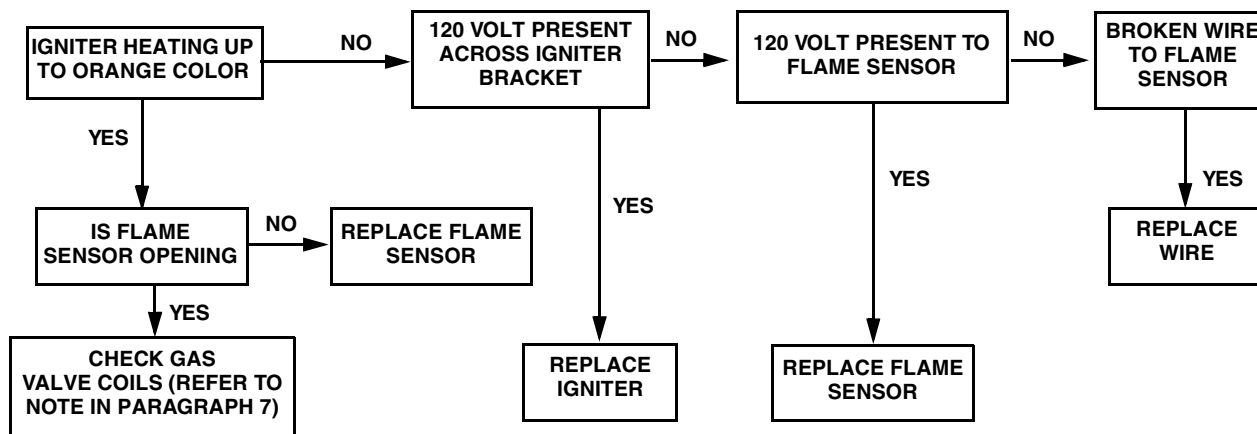 IGNITER HEATING UP
TO ORANGE COLOR
NO
120 VOLT PRESENT
ACROSS IGNITER
BRACKET
NO
120 VOLT PRESENT TO
FLAME SENSOR
NO
BROKEN WIRE
TO FLAME
SENSOR
YES
YES
YES
YES
IS FLAME
SENSOR OPENING
NO
REPLACE FLAME
SENSOR
REPLACE
WIRE
YES
CHECK GAS
VALVE COILS (REFER TO
NOTE IN PARAGRAPH 7)
REPLACE
IGNITER
REPLACE FLAME
SENSOR